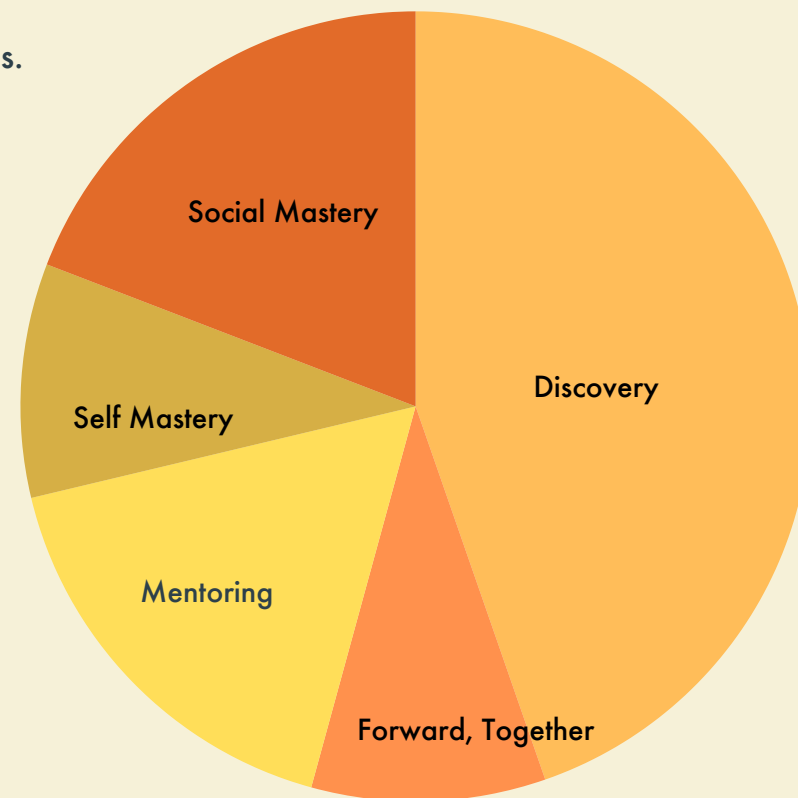 s.
Social Mastery
Discovery
Self Mastery
Mentoring
Forward, Together